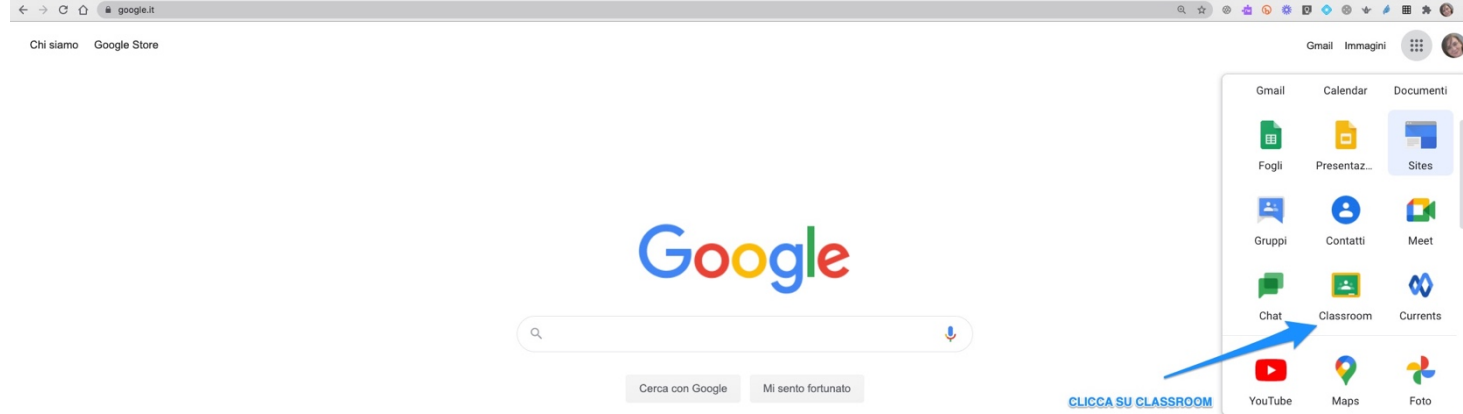 google.it
Chi siamo Google Store
Gmail Immagini
Gmail Calendar Documenti
Fogli Presentaz... Sites
Gruppi Contatti Meet
Google
Chat Classroom Currents
Cerca con Google Mi sento fortunato
CLICCA SU CLASSROOM
YouTube Maps Foto